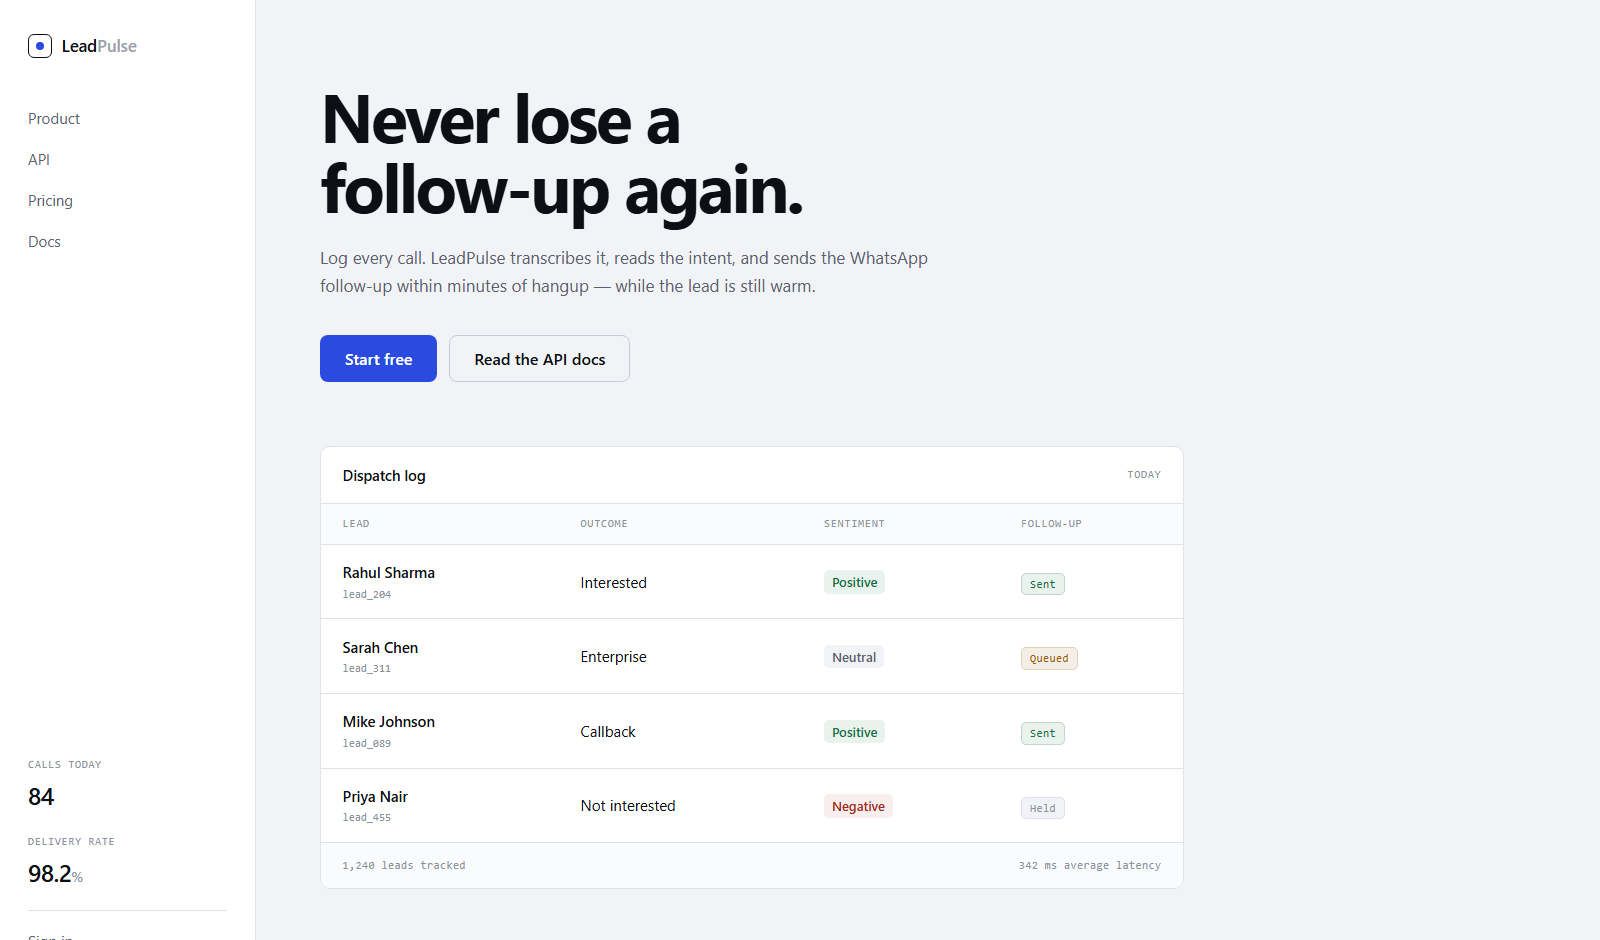 LeadPulse
Product
API
Pricing
Docs
CALLS TODAY
84
DELIVERY RATE
98.2%
Sign in
Never lose a
follow-up again.
Log every call. LeadPulse transcribes it, reads the intent, and sends the WhatsApp
follow-up within minutes of hangup — while the lead is still warm.
Start free
Read the API docs
Dispatch log
TODAY
LEAD OUTCOME SENTIMENT FOLLOW-UP
Rahul Sharma
lead_204
Interested
Positive
Sent
Sarah Chen
lead_311
Enterprise
Neutral
Queued
Mike Johnson
lead_089
Callback
Positive
Sent
Priya Nair
lead_455
Not interested
Negative
Held
1,240 leads tracked
342 ms average latency